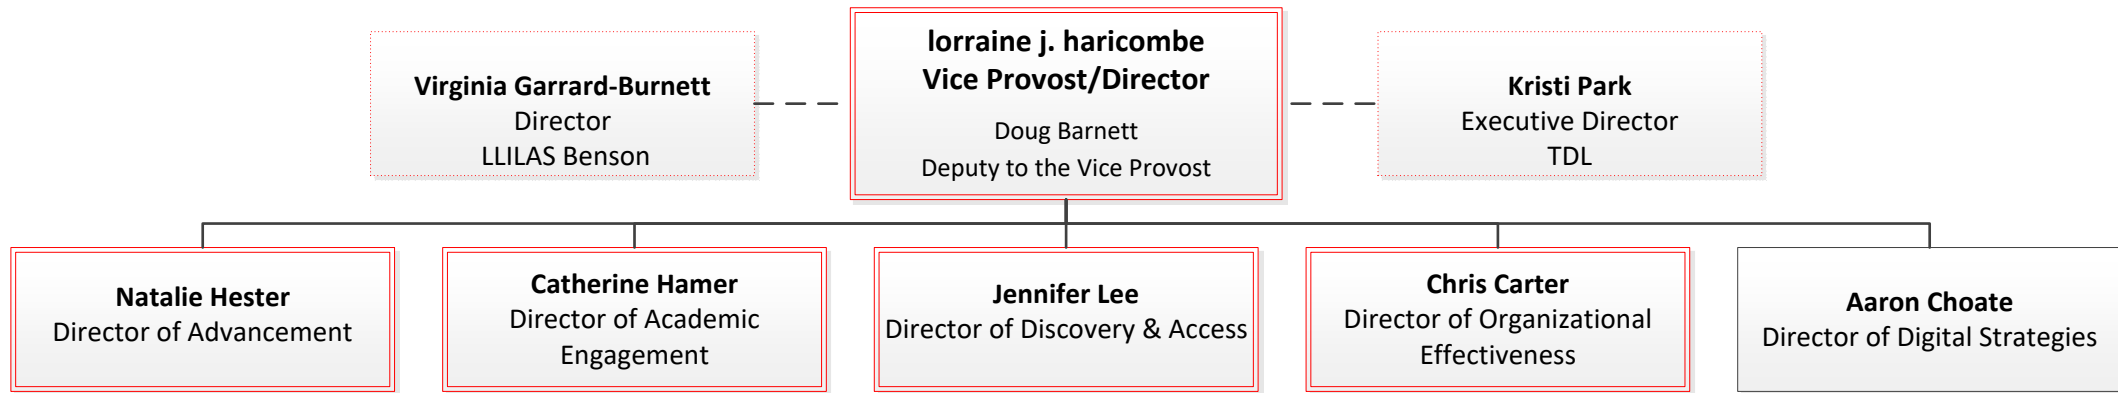 lorraine j. haricombe
Vice Provost/Director
Doug Barnett
Deputy to the Vice Provost
Virginia Garrard-Burnett
Director
LLILAS Benson
Kristi Park
Executive Director
TDL
Natalie Hester
Director of Advancement
Catherine Hamer
Director of Academic
Engagement
Jennifer Lee
Director of Discovery & Access
Chris Carter
Director of Organizational
Effectiveness
Aaron Choate
Director of Digital Strategies